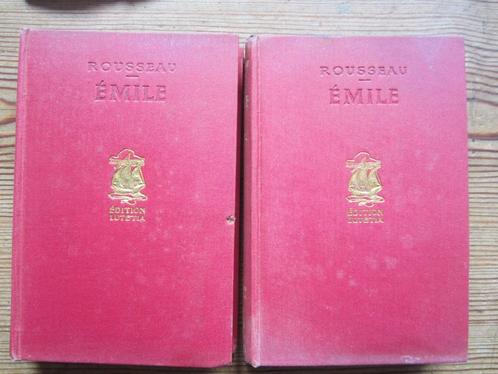 ROUSSEAU
ÉMILE
ÉDITION
LUTETIA
ROUSSEAU
ÉMILE
ÉDITION
LUTETIA